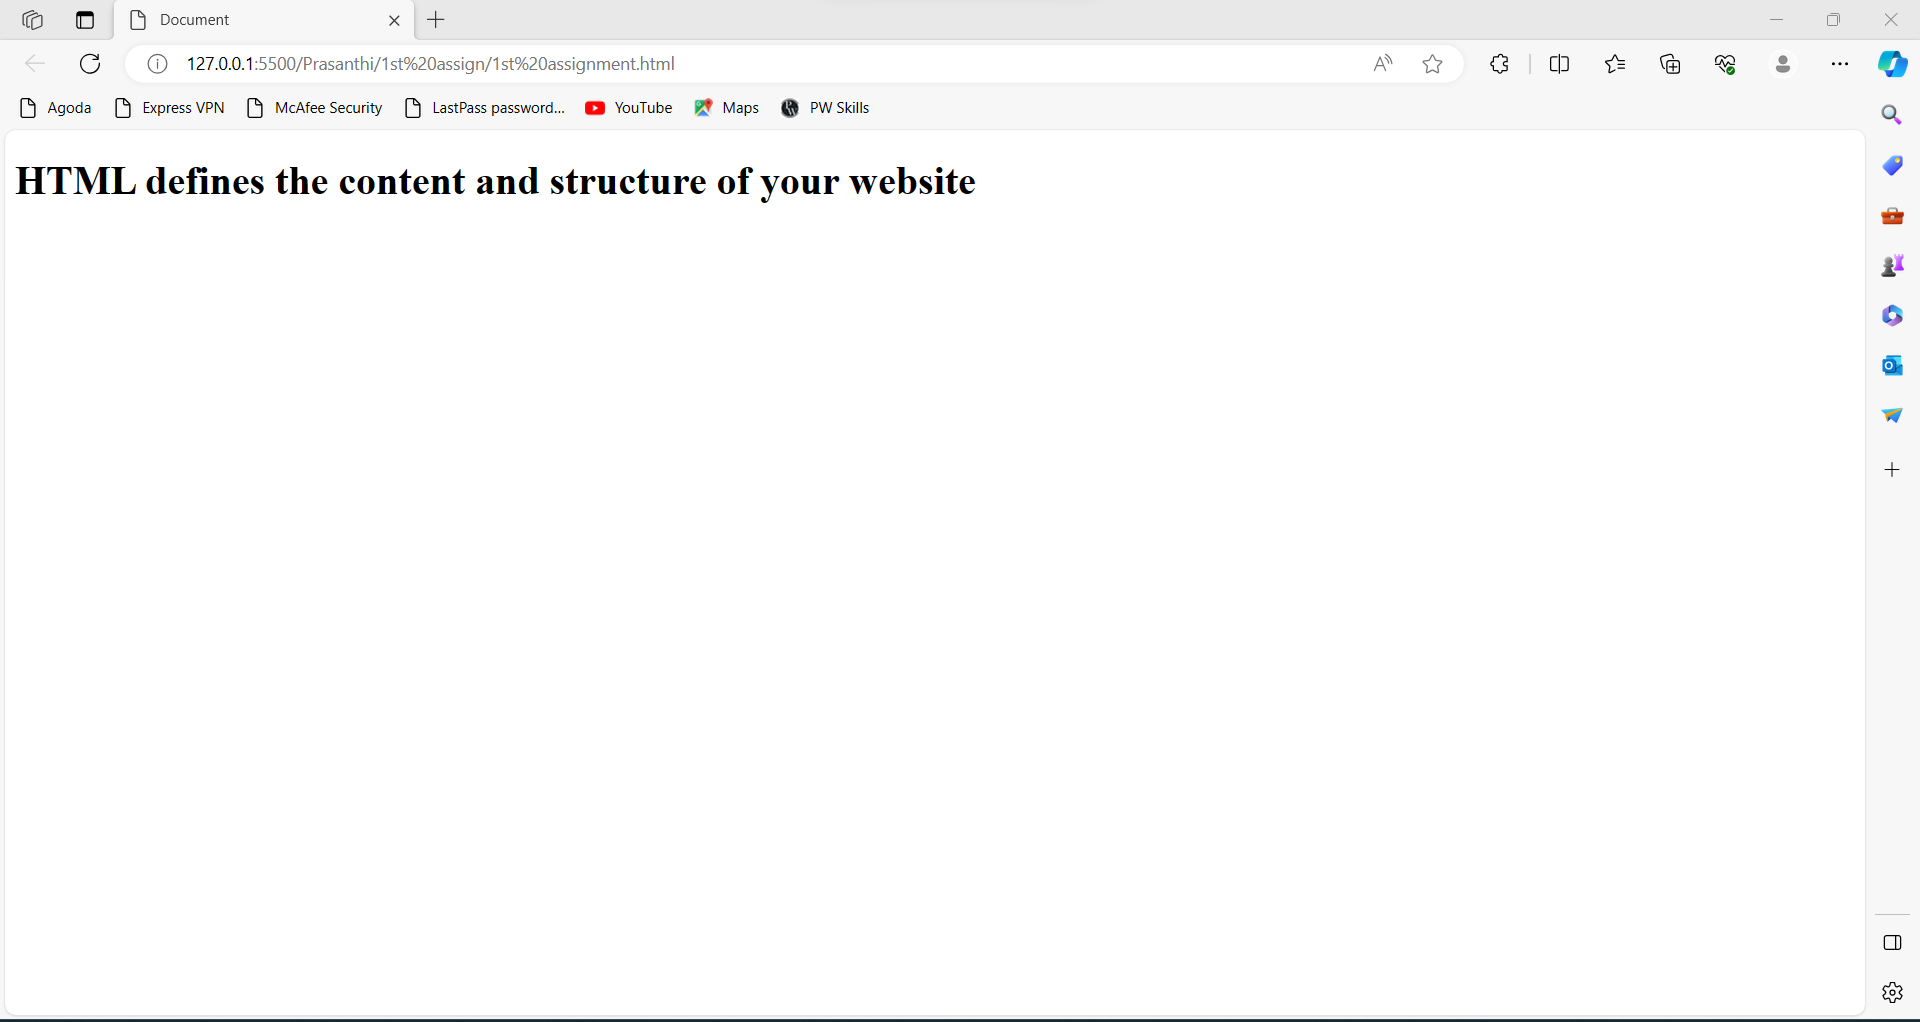 Document
127.0.0.1:5500/Prasanthi/1st%20assign/1st%20assignment.html
Agoda Express VPN McAfee Security LastPass password... YouTube Maps PW Skills
HTML defines the content and structure of your website